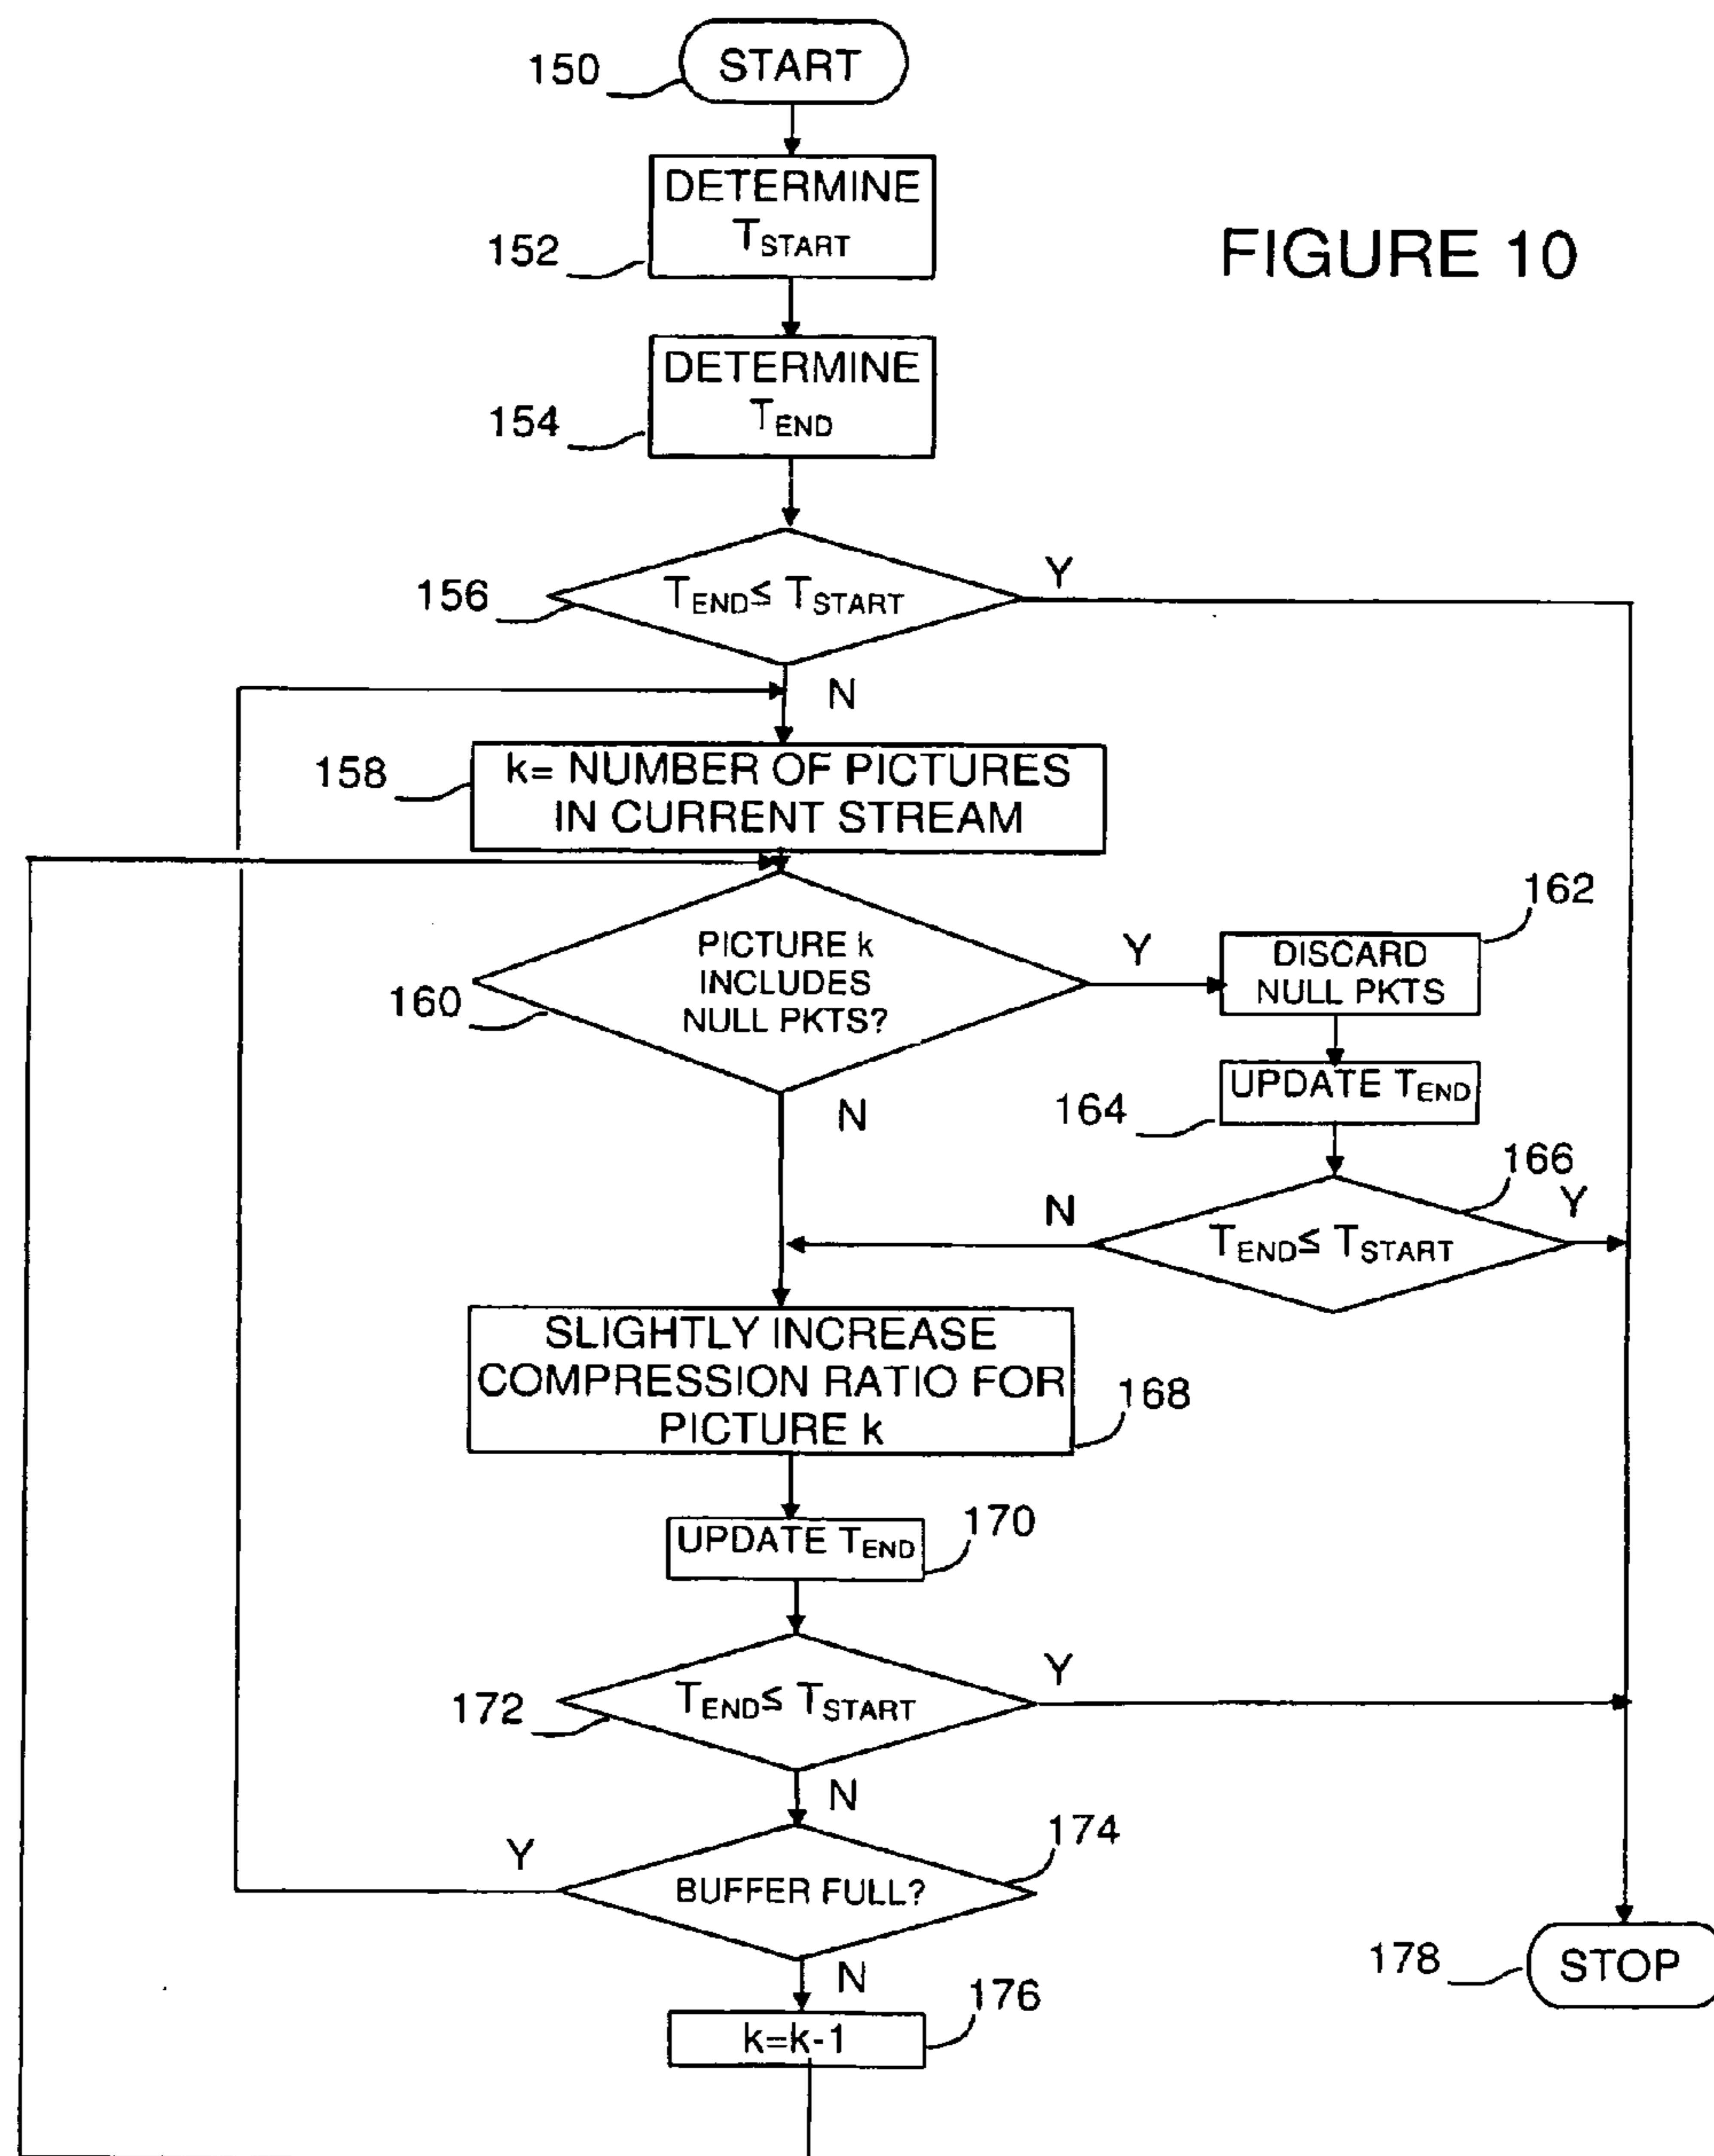 150
START
DETERMINE
TSTART
152
FIGURE 10
DETERMINE
TEND
154
156
TEND≤ TSTART
Y
N
158
k= NUMBER OF PICTURES
IN CURRENT STREAM
160
PICTURE k
INCLUDES
NULL PKTS?
Y
N
162
DISCARD
NULL PKTS
UPDATE TEND
164
166
N
TEND≤ TSTART
Y
SLIGHTLY INCREASE
COMPRESSION RATIO FOR
PICTURE k
168
UPDATE TEND
170
172
TEND≤ TSTART
Y
N
174
Y
BUFFER FULL?
N
176
k=k-1
178
STOP